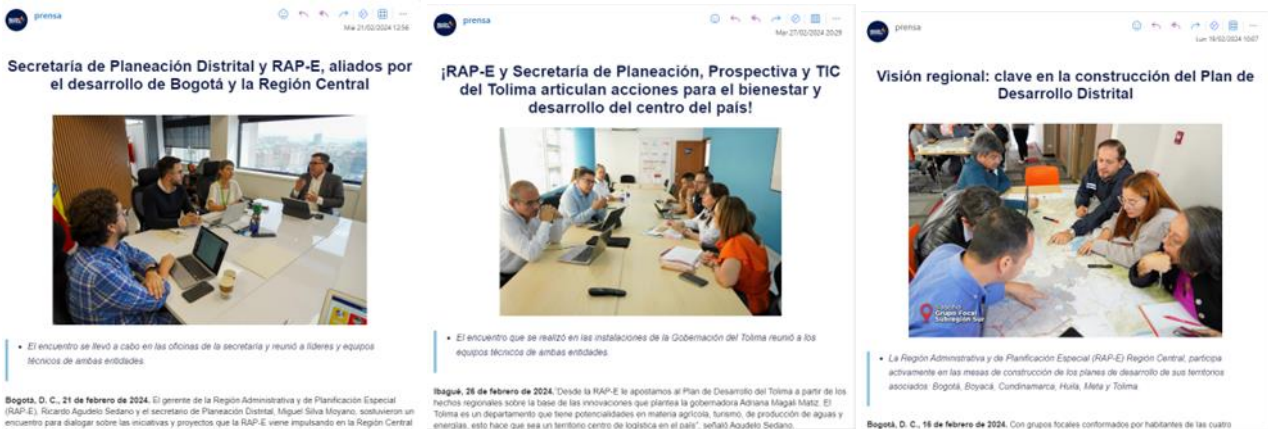 prensa
Mié 21/02/2024 12:56
Secretaría de Planeación Distrital y RAP-E, aliados por
el desarrollo de Bogotá y la Región Central
• El encuentro se llevó a cabo en las oficinas de la secretaría y reunió a líderes y equipos
técnicos de ambas entidades.
Bogotá, D. C., 21 de febrero de 2024. El gerente de la Región Administrativa y de Planificación Especial
(RAP-E), Ricardo Agudelo Sedano y el secretario de Planeación Distrital, Miguel Silva Moyano, sostuvieron un
encuentro para dialogar sobre las iniciativas y proyectos que la RAP-E viene impulsando en la Región Central
prensa
Mar 27/02/2024 20:29
¡RAP-E y Secretaría de Planeación, Prospectiva y TIC
del Tolima articulan acciones para el bienestar y
desarrollo del centro del país!
• El encuentro que se realizó en las instalaciones de la Gobernación del Tolima reunió a los
equipos técnicos de ambas entidades.
Ibagué, 26 de febrero de 2024. "Desde la RAP-E le apostamos al Plan de Desarrollo del Tolima a partir de los
hechos regionales sobre la base de las innovaciones que plantea la gobernadora Adriana Magali Matiz. El
Tolima es un departamento que tiene potencialidades en materia agrícola, turismo, de producción de aguas y
energías, esto hace que sea un territorio centro de logística en el país", señaló Agudelo Sedano.
prensa
Visión regional: clave en la construcción del Plan de
Desarrollo Distrital
Grupo Focal
Subregión Sur
• La Región Administrativa y de Planificación Especial (RAP-E) Región Central, participa
activamente en las mesas de construcción de los planes de desarrollo de sus territorios
asociados: Bogotá, Boyacá, Cundinamarca, Huila, Meta y Tolima
Bogotá, D. C., 16 de febrero de 2024. Con grupos focales conformados por habitantes de las cuatro